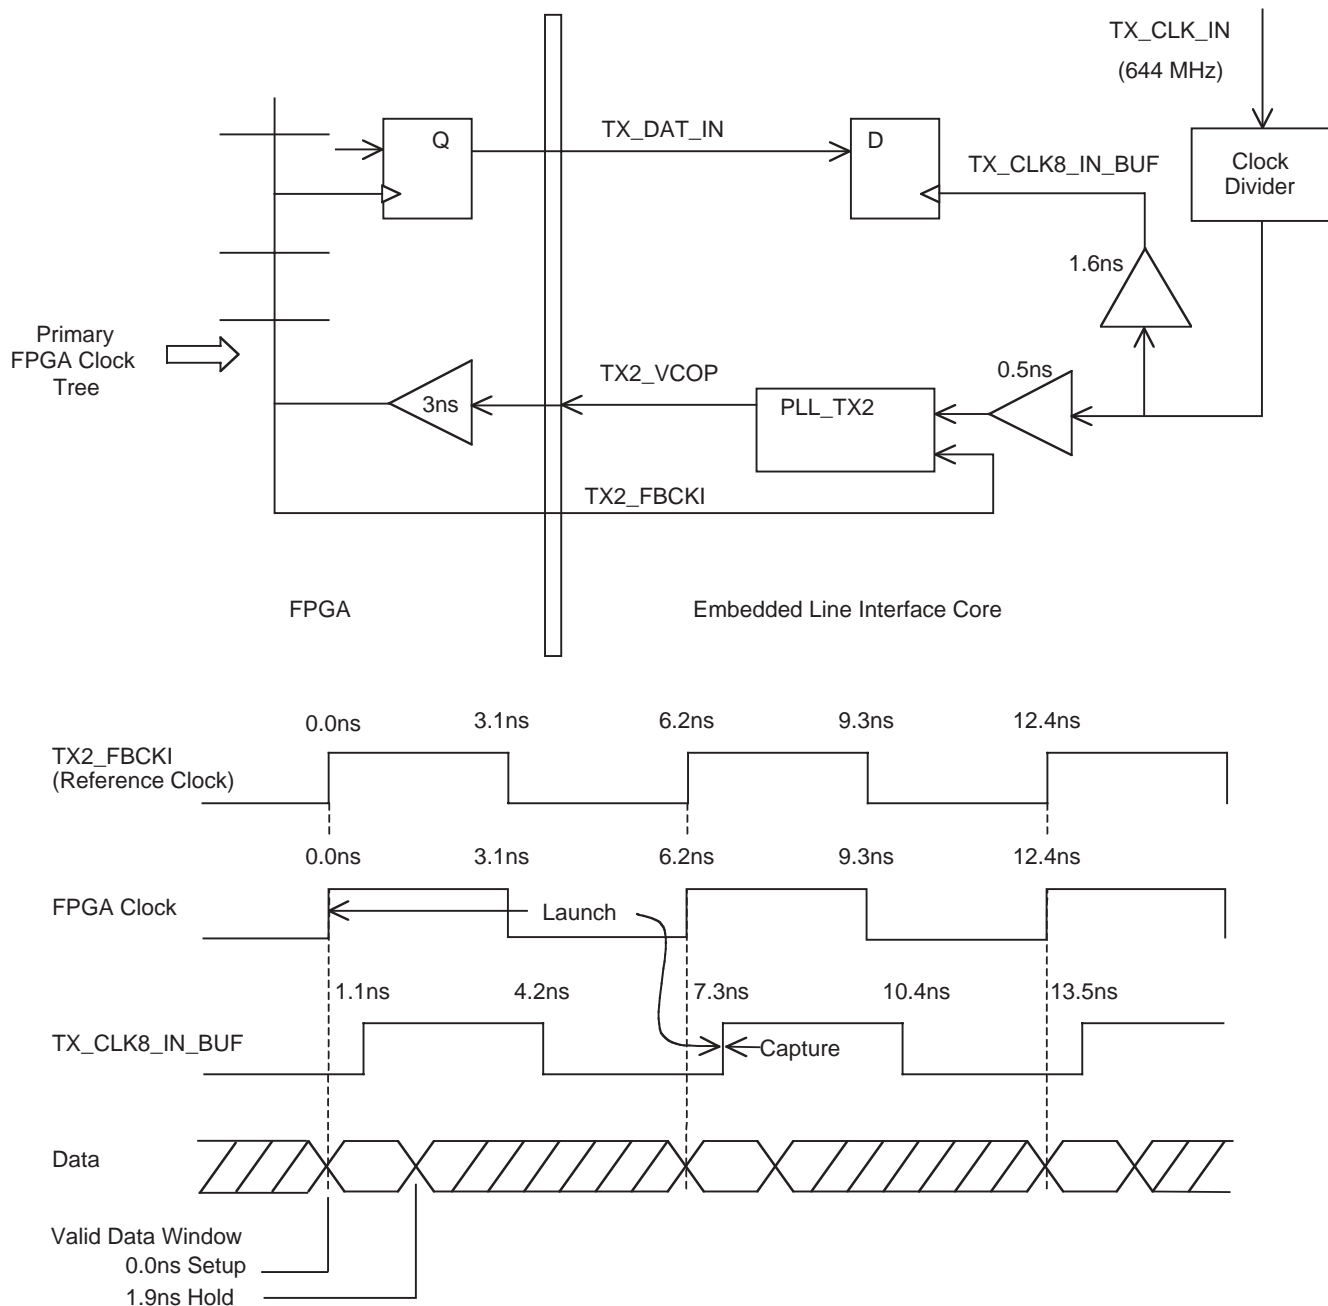 TX_CLK_IN
(644 MHz)
Q
TX_DAT_IN
D
TX_CLK8_IN_BUF
Clock
Divider
1.6ns
Primary
FPGA Clock
Tree
3ns
TX2_VCOP
PLL_TX2
0.5ns
TX2_FBCKI
FPGA
Embedded Line Interface Core
0.0ns
3.1ns
6.2ns
9.3ns
12.4ns
TX2_FBCKI
(Reference Clock)
0.0ns
3.1ns
6.2ns
9.3ns
12.4ns
FPGA Clock
Launch
1.1ns
4.2ns
7.3ns
10.4ns
13.5ns
TX_CLK8_IN_BUF
Capture
Data
Valid Data Window
0.0ns Setup
1.9ns Hold